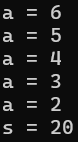 a = 6
a = 5
a = 4
a = 3
a = 2
s = 20